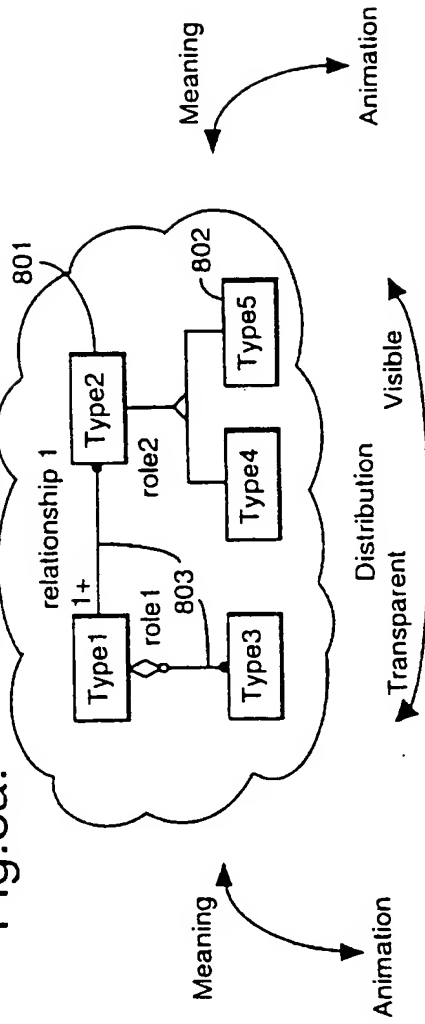 Fig.8a.
Meaning
Animation
relationship 1
1+
801
Type1
Type2
role1
role2
803
802
Type3
Type4
Type5
Distribution
Transparent
Visible
Meaning
Animation